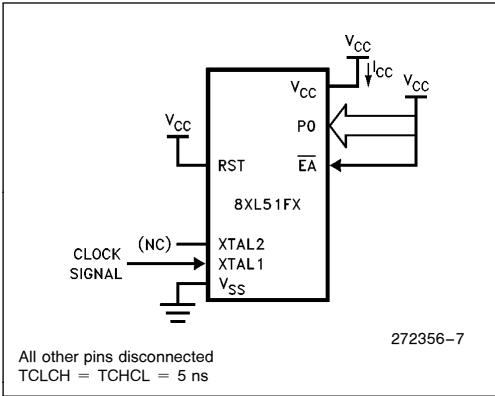 VCC
ICC
VCC
VCC
VCC
P0
RST
EA
8XL51FX
(NC)
XTAL2
CLOCK
SIGNAL
XTAL1
VSS
272356–7
All other pins disconnected
TCLCH = TCHCL = 5 ns